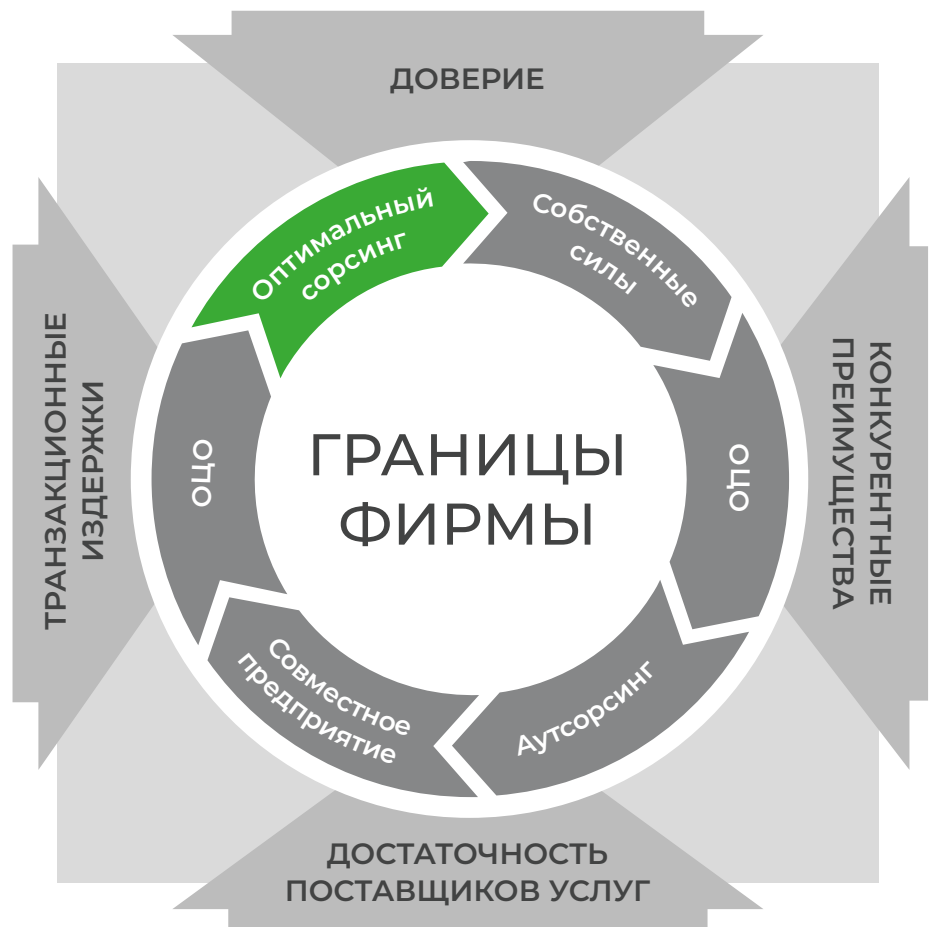 ДОВЕРИЕ
Оптимальный
сорсинг
Собственные
силы
ТРАНЗАКЦИОННЫЕ
ИЗДЕРЖКИ
ОЦО
ГРАНИЦЫ
ФИРМЫ
ОЦО
КОНКУРЕНТНЫЕ
ПРЕИМУЩЕСТВА
Совместное
предприятие
Аутсорсинг
ДОСТАТОЧНОСТЬ
ПОСТАВЩИКОВ УСЛУГ